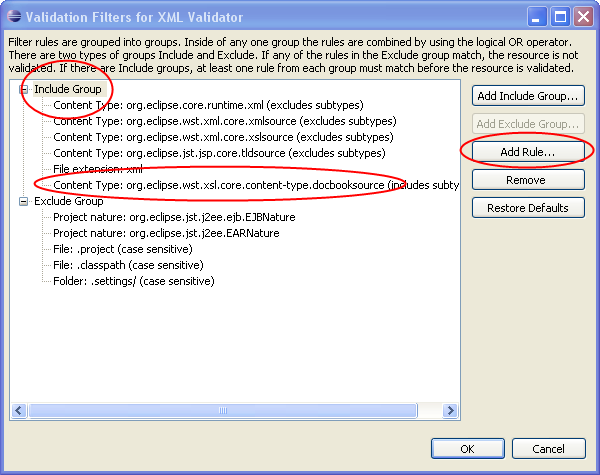 Validation Filters for XML Validator
Filter rules are grouped into groups. Inside of any one group the rules are combined by using the logical OR operator.
There are two types of groups Include and Exclude. If any of the rules in the Exclude group match, the resource is not
validated. If there are Include groups, at least one rule from each group must match before the resource is validated.
Include Group
Content Type: org.eclipse.core.runtime.xml (excludes subtypes)
Content Type: org.eclipse.wst.xml.core.xmlsource (excludes subtypes)
Content Type: org.eclipse.wst.xml.core.xslsource (excludes subtypes)
Content Type: org.eclipse.jst.jsp.core.tldsource (excludes subtypes)
File extension: xml
Content Type: org.eclipse.wst.xsl.core.content-type.docbooksource (includes subty
Exclude Group
Project nature: org.eclipse.jst.j2ee.ejb.EJBNature
Project nature: org.eclipse.jst.j2ee.EARNature
File: .project (case sensitive)
File: .classpath (case sensitive)
Folder: .settings/ (case sensitive)
Add Include Group...
Add Exclude Group...
Add Rule...
Remove
Restore Defaults
OK
Cancel